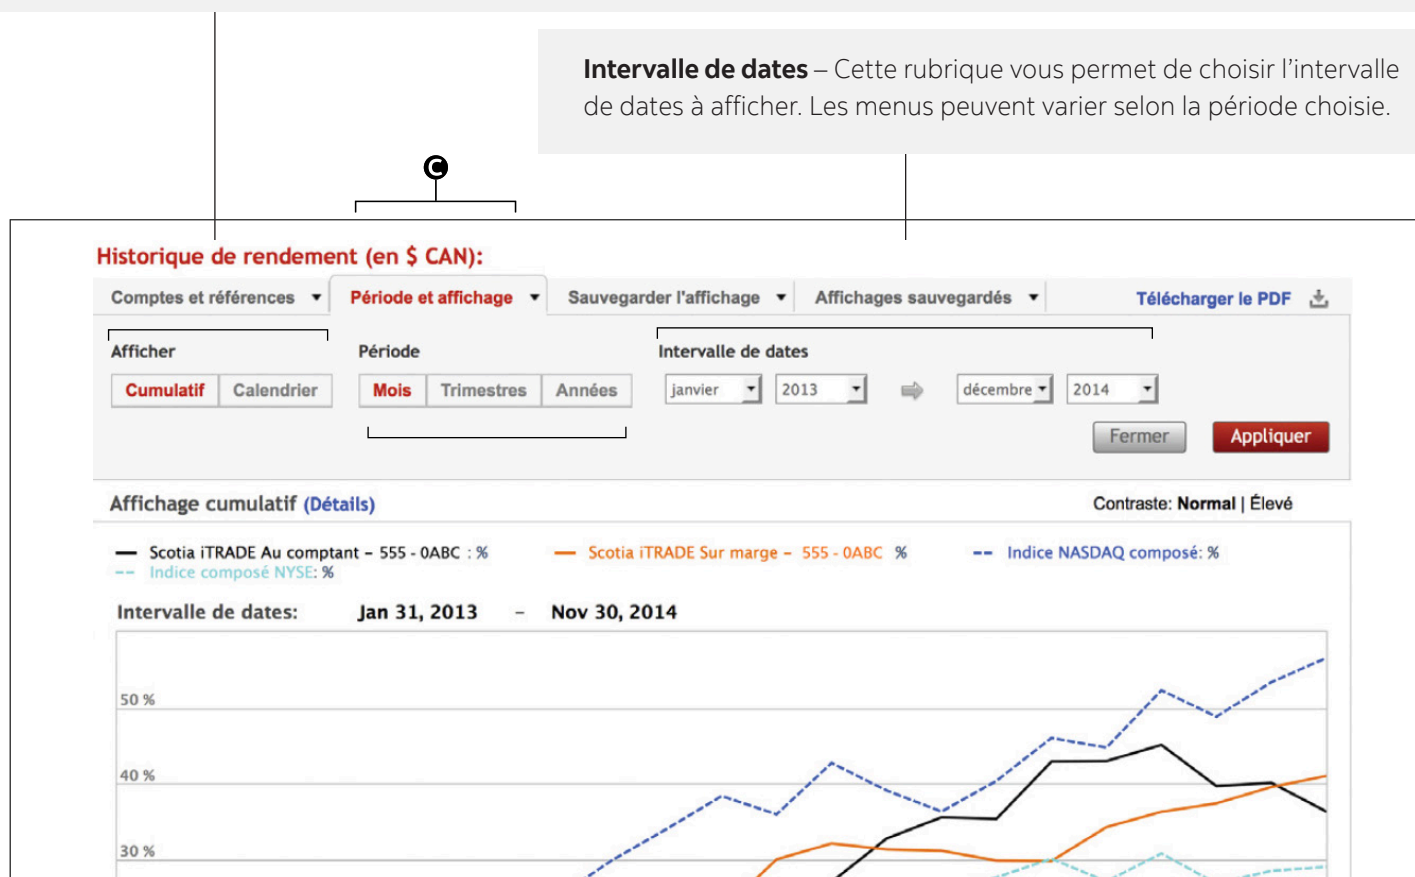 Intervalle de dates – Cette rubrique vous permet de choisir l’intervalle
de dates à afficher. Les menus peuvent varier selon la période choisie.
C
Historique de rendement (en $ CAN):
Comptes et références Période et affichage Sauvegarder l'affichage Affichages sauvegardés Télécharger le PDF
Afficher Période Intervalle de dates
Cumulatif Calendrier Mois Trimestres Années janvier 2013 décembre 2014
Fermer Appliquer
Affichage cumulatif (Détails) Contraste: Normal | Élevé
Scotia iTRADE Au comptant – 555 - 0ABC : % Scotia iTRADE Sur marge – 555 - 0ABC % Indice NASDAQ composé: %
Indice composé NYSE: %
Intervalle de dates: Jan 31, 2013 – Nov 30, 2014
50 %
40 %
30 %